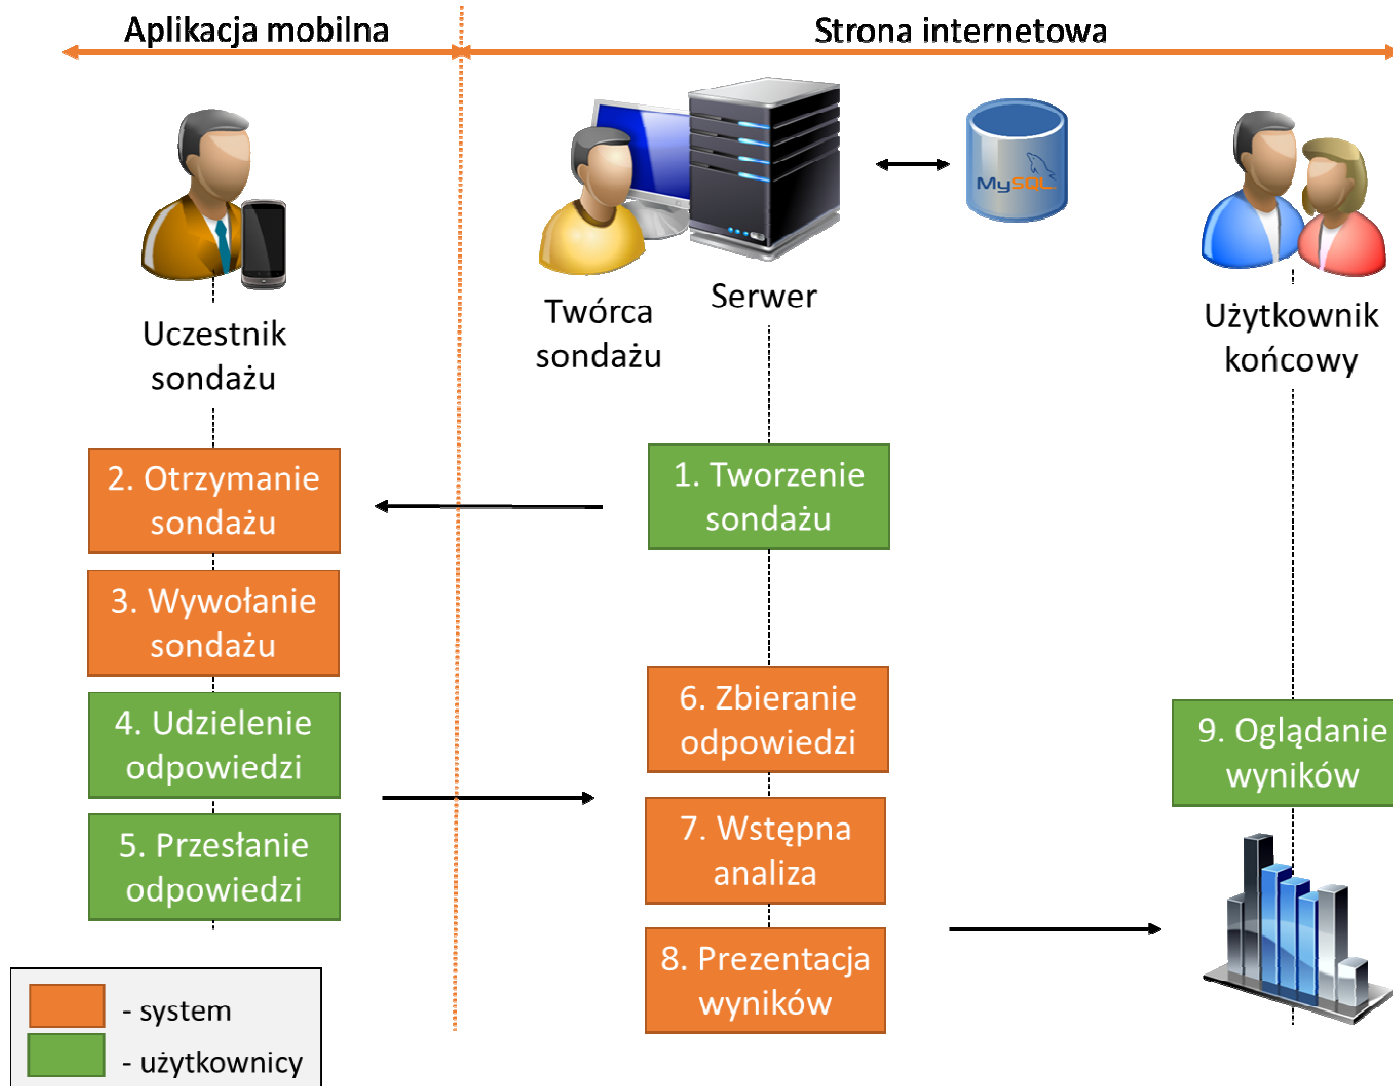 Aplikacja mobilna
Strona internetowa
MySQL
Uczestnik
sondażu
Twórca
sondażu
Serwer
Użytkownik
końcowy
2. Otrzymanie
sondażu
1. Tworzenie
sondażu
3. Wywołanie
sondażu
4. Udzielenie
odpowiedzi
5. Przesłanie
odpowiedzi
6. Zbieranie
odpowiedzi
7. Wstępna
analiza
8. Prezentacja
wyników
9. Oglądanie
wyników
- system
- użytkownicy